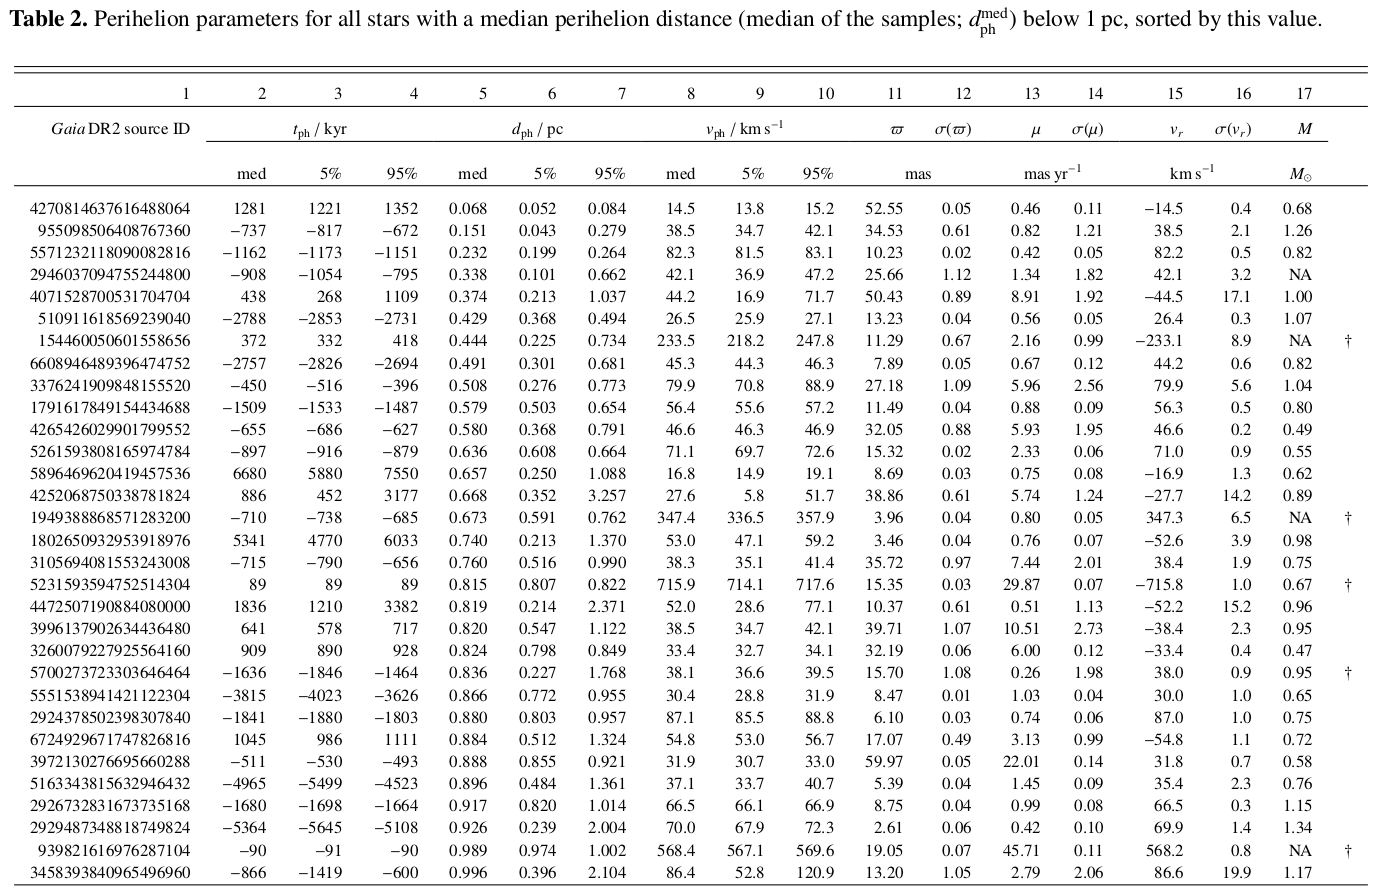 Table 2. Perihelion parameters for all stars with a median perihelion distance (median of the samples; d_ph^med) below 1 pc, sorted by this value.
1 2 3 4 5 6 7 8 9 10 11 12 13 14 15 16 17
Gaia DR2 source ID t_ph / kyr d_ph / pc v_ph / km s⁻¹ ϖ σ(ϖ) μ σ(μ) v_r σ(v_r) M
med 5% 95% med 5% 95% med 5% 95% mas mas yr⁻¹ km s⁻¹ M⊙
4270814637616488064 1281 1221 1352 0.068 0.052 0.084 14.5 13.8 15.2 52.55 0.05 0.46 0.11 −14.5 0.4 0.68
955098506408767360 −737 −817 −672 0.151 0.043 0.279 38.5 34.7 42.1 34.53 0.61 0.82 1.21 38.5 2.1 1.26
5571232118090082816 −1162 −1173 −1151 0.232 0.199 0.264 82.3 81.5 83.1 10.23 0.02 0.42 0.05 82.2 0.5 0.82
2946037094755244800 −908 −1054 −795 0.338 0.101 0.662 42.1 36.9 47.2 25.66 1.12 1.34 1.82 42.1 3.2 NA
4071528700531704704 438 268 1109 0.374 0.213 1.037 44.2 16.9 71.7 50.43 0.89 8.91 1.92 −44.5 17.1 1.00
510911618569239040 −2788 −2853 −2731 0.429 0.368 0.494 26.5 25.9 27.1 13.23 0.04 0.56 0.05 26.4 0.3 1.07
154460050601558656 372 332 418 0.444 0.225 0.734 233.5 218.2 247.8 11.29 0.67 2.16 0.99 −233.1 8.9 NA †
6608946489396474752 −2757 −2826 −2694 0.491 0.301 0.681 45.3 44.3 46.3 7.89 0.05 0.67 0.12 44.2 0.6 0.82
3376241909848155520 −450 −516 −396 0.508 0.276 0.773 79.9 70.8 88.9 27.18 1.09 5.96 2.56 79.9 5.6 1.04
1791617849154434688 −1509 −1533 −1487 0.579 0.503 0.654 56.4 55.6 57.2 11.49 0.04 0.88 0.09 56.3 0.5 0.80
4265426029901799552 −655 −686 −627 0.580 0.368 0.791 46.6 46.3 46.9 32.05 0.88 5.93 1.95 46.6 0.2 0.49
5261593808165974784 −897 −916 −879 0.636 0.608 0.664 71.1 69.7 72.6 15.32 0.02 2.33 0.06 71.0 0.9 0.55
5896469620419457536 6680 5880 7550 0.657 0.250 1.088 16.8 14.9 19.1 8.69 0.03 0.75 0.08 −16.9 1.3 0.62
4252068750338781824 886 452 3177 0.668 0.352 3.257 27.6 5.8 51.7 38.86 0.61 5.74 1.24 −27.7 14.2 0.89
1949388868571283200 −710 −738 −685 0.673 0.591 0.762 347.4 336.5 357.9 3.96 0.04 0.80 0.05 347.3 6.5 NA †
1802650932953918976 5341 4770 6033 0.740 0.213 1.370 53.0 47.1 59.2 3.46 0.04 0.76 0.07 −52.6 3.9 0.98
3105694081553243008 −715 −790 −656 0.760 0.516 0.990 38.3 35.1 41.4 35.72 0.97 7.44 2.01 38.4 1.9 0.75
5231593594752514304 89 89 89 0.815 0.807 0.822 715.9 714.1 717.6 15.35 0.03 29.87 0.07 −715.8 1.0 0.67 †
4472507190884080000 1836 1210 3382 0.819 0.214 2.371 52.0 28.6 77.1 10.37 0.61 0.51 1.13 −52.2 15.2 0.96
3996137902634436480 641 578 717 0.820 0.547 1.122 38.5 34.7 42.1 39.71 1.07 10.51 2.73 −38.4 2.3 0.95
3260079227925564160 909 890 928 0.824 0.798 0.849 33.4 32.7 34.1 32.19 0.06 6.00 0.12 −33.4 0.4 0.47
5700273723303646464 −1636 −1846 −1464 0.836 0.227 1.768 38.1 36.6 39.5 15.70 1.08 0.26 1.98 38.0 0.9 0.95 †
5551538941421122304 −3815 −4023 −3626 0.866 0.772 0.955 30.4 28.8 31.9 8.47 0.01 1.03 0.04 30.0 1.0 0.65
2924378502398307840 −1841 −1880 −1803 0.880 0.803 0.957 87.1 85.5 88.8 6.10 0.03 0.74 0.06 87.0 1.0 0.75
6724929671747826816 1045 986 1111 0.884 0.512 1.324 54.8 53.0 56.7 17.07 0.49 3.13 0.99 −54.8 1.1 0.72
3972130276695660288 −511 −530 −493 0.888 0.855 0.921 31.9 30.7 33.0 59.97 0.05 22.01 0.14 31.8 0.7 0.58
5163343815632946432 −4965 −5499 −4523 0.896 0.484 1.361 37.1 33.7 40.7 5.39 0.04 1.45 0.09 35.4 2.3 0.76
2926732831673735168 −1680 −1698 −1664 0.917 0.820 1.014 66.5 66.1 66.9 8.75 0.04 0.99 0.08 66.5 0.3 1.15
2929487348818749824 −5364 −5645 −5108 0.926 0.239 2.004 70.0 67.9 72.3 2.61 0.06 0.42 0.10 69.9 1.4 1.34
939821616976287104 −90 −91 −90 0.989 0.974 1.002 568.4 567.1 569.6 19.05 0.07 45.71 0.11 568.2 0.8 NA †
3458393840965496960 −866 −1419 −600 0.996 0.396 2.104 86.4 52.8 120.9 13.20 1.05 2.79 2.06 86.6 19.9 1.17